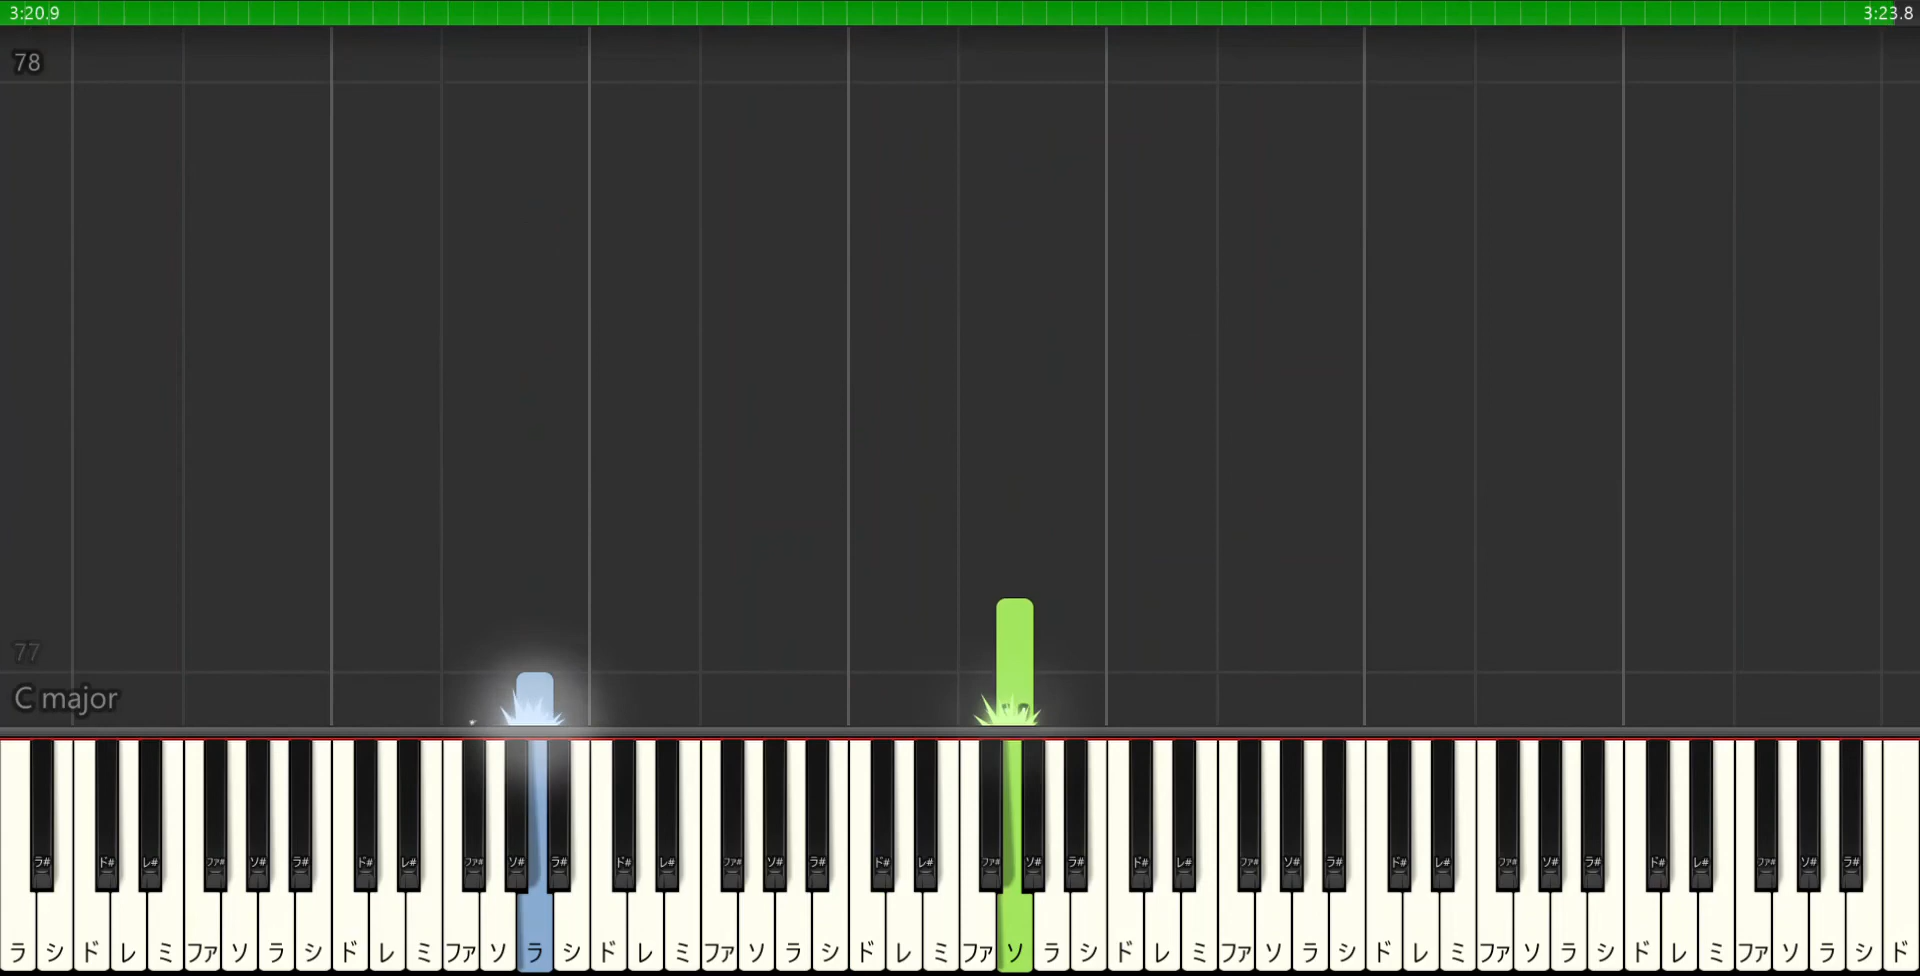 3:20.9 3:23.8
78
77
C major
ラ# ド# レ# ファ# ソ# ラ# ド# レ# ファ# ソ# ラ# ド# レ# ファ# ソ# ラ# ド# レ# ファ# ソ# ラ# ド# レ# ファ# ソ# ラ# ド# レ# ファ# ソ# ラ# ド# レ# ファ# ソ# ラ#
ラ シ ド レ ミ ファ ソ ラ シ ド レ ミ ファ ソ ラ シ ド レ ミ ファ ソ ラ シ ド レ ミ ファ ソ ラ シ ド レ ミ ファ ソ ラ シ ド レ ミ ファ ソ ラ シ ド レ ミ ファ ソ ラ シ ド